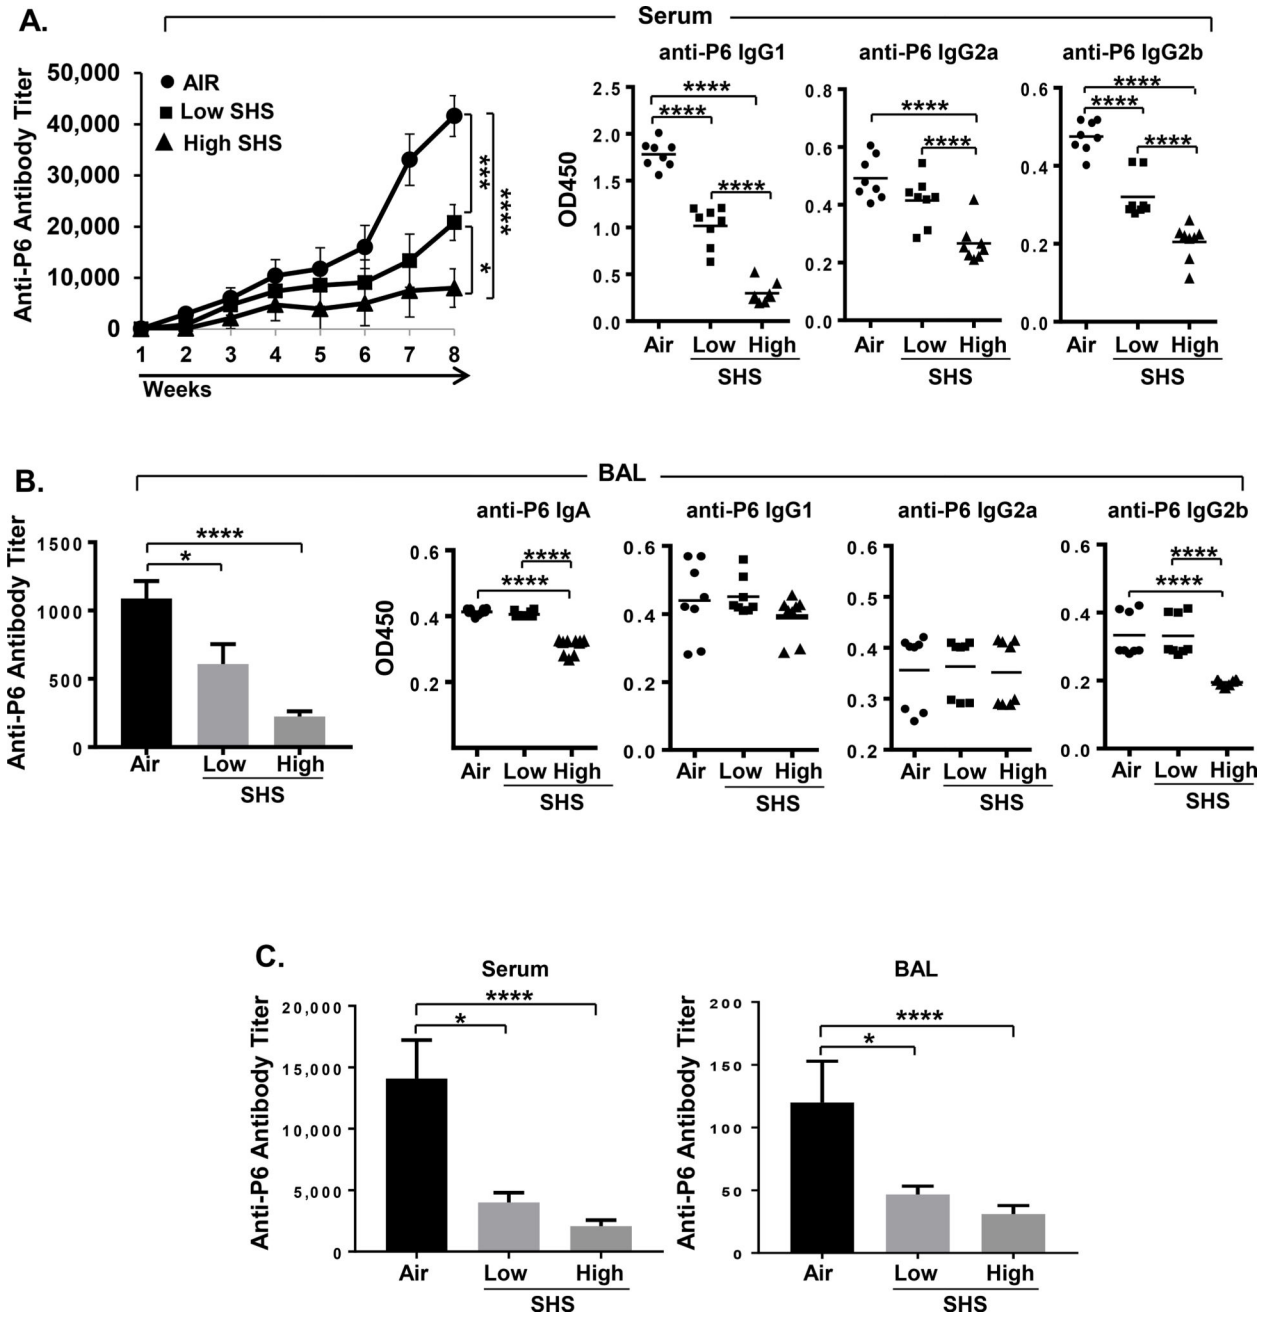 A.
Serum
Anti-P6 Antibody Titer
50,000
40,000
30,000
20,000
10,000
0
AIR
Low SHS
High SHS
***
****
*
1 2 3 4 5 6 7 8
Weeks
anti-P6 IgG1
OD450
2.5
2.0
1.5
1.0
0.5
0.0
****
****
****
Air Low High
SHS
anti-P6 IgG2a
0.8
0.6
0.4
0.2
0.0
****
****
Air Low High
SHS
anti-P6 IgG2b
0.6
0.4
0.2
0.0
****
****
****
Air Low High
SHS
B.
BAL
Anti-P6 Antibody Titer
1500
1000
500
0
****
*
Air Low High
SHS
anti-P6 IgA
OD450
0.6
0.4
0.2
****
****
Air Low High
SHS
anti-P6 IgG1
0.6
0.4
0.2
0.0
Air Low High
SHS
anti-P6 IgG2a
0.6
0.5
0.4
0.3
0.2
Air Low High
SHS
anti-P6 IgG2b
0.6
0.4
0.2
0.0
****
****
Air Low High
SHS
C.
Serum
Anti-P6 Antibody Titer
20,000
15,000
10,000
5,000
0
****
*
Air Low High
SHS
BAL
Anti-P6 Antibody Titer
200
150
100
50
0
****
*
Air Low High
SHS